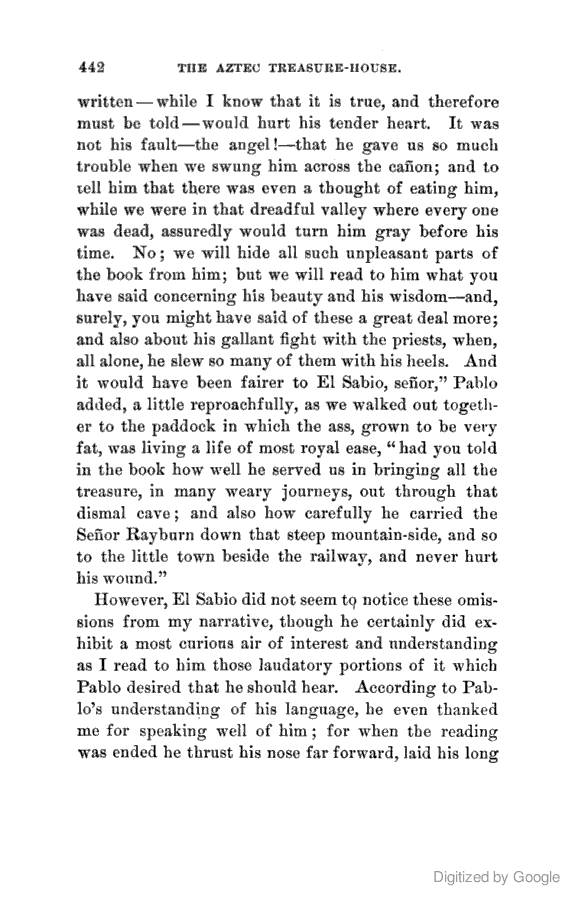 442 THE AZTEC TREASURE-HOUSE.
written — while I know that it is true, and therefore
must be told — would hurt his tender heart. It was
not his fault—the angel!—that he gave us so much
trouble when we swung him across the cañon; and to
tell him that there was even a thought of eating him,
while we were in that dreadful valley where every one
was dead, assuredly would turn him gray before his
time. No; we will hide all such unpleasant parts of
the book from him; but we will read to him what you
have said concerning his beauty and his wisdom—and,
surely, you might have said of these a great deal more;
and also about his gallant fight with the priests, when,
all alone, he slew so many of them with his heels. And
it would have been fairer to El Sabio, señor,” Pablo
added, a little reproachfully, as we walked out togeth-
er to the paddock in which the ass, grown to be very
fat, was living a life of most royal ease, “had you told
in the book how well he served us in bringing all the
treasure, in many weary journeys, out through that
dismal cave; and also how carefully he carried the
Señor Rayburn down that steep mountain-side, and so
to the little town beside the railway, and never hurt
his wound.”
However, El Sabio did not seem to notice these omis-
sions from my narrative, though he certainly did ex-
hibit a most curious air of interest and understanding
as I read to him those laudatory portions of it which
Pablo desired that he should hear. According to Pab-
lo’s understanding of his language, he even thanked
me for speaking well of him; for when the reading
was ended he thrust his nose far forward, laid his long
Digitized by Google